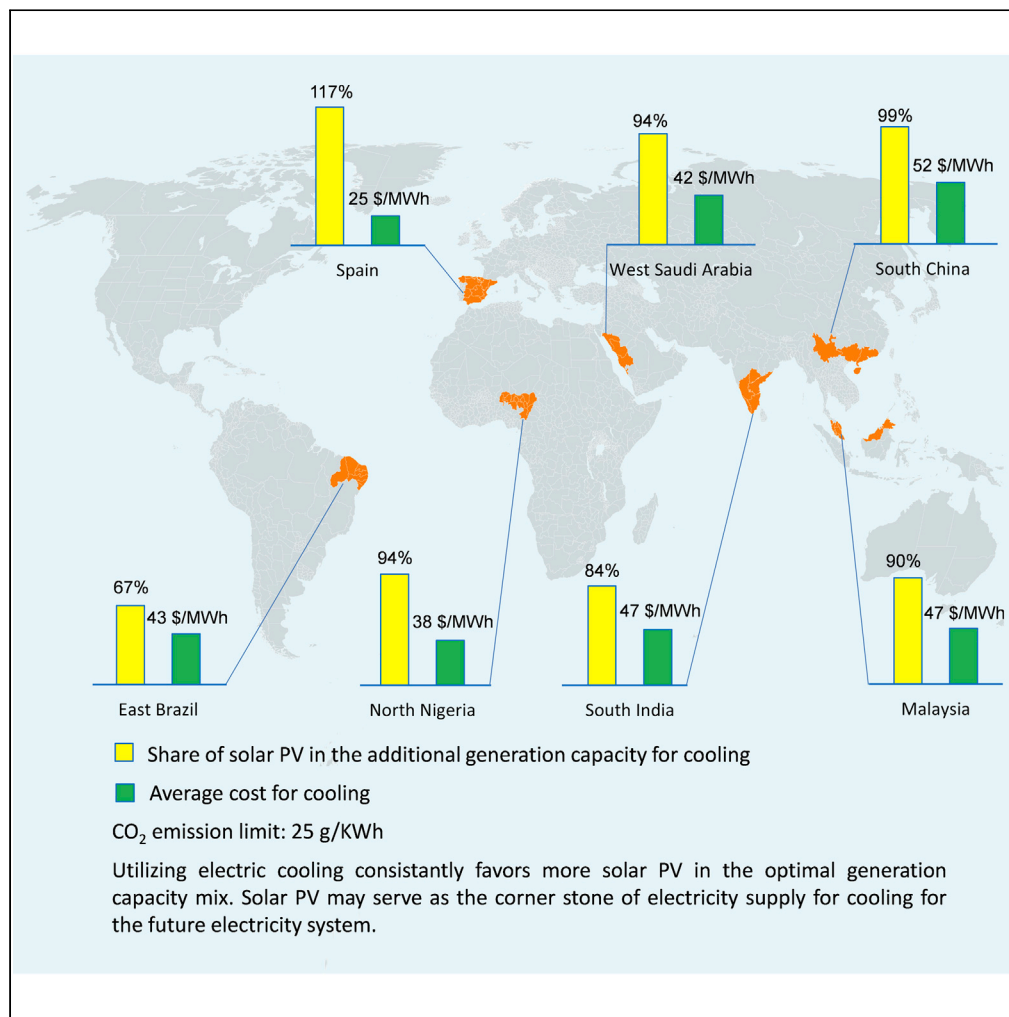 117%
25 $/MWh
Spain
94%
42 $/MWh
West Saudi Arabia
99%
52 $/MWh
South China
67%
43 $/MWh
East Brazil
94%
38 $/MWh
North Nigeria
84%
47 $/MWh
South India
90%
47 $/MWh
Malaysia
Share of solar PV in the additional generation capacity for cooling
Average cost for cooling
CO₂ emission limit: 25 g/KWh
Utilizing electric cooling consistantly favors more solar PV in the optimal generation
capacity mix. Solar PV may serve as the corner stone of electricity supply for cooling for
the future electricity system.